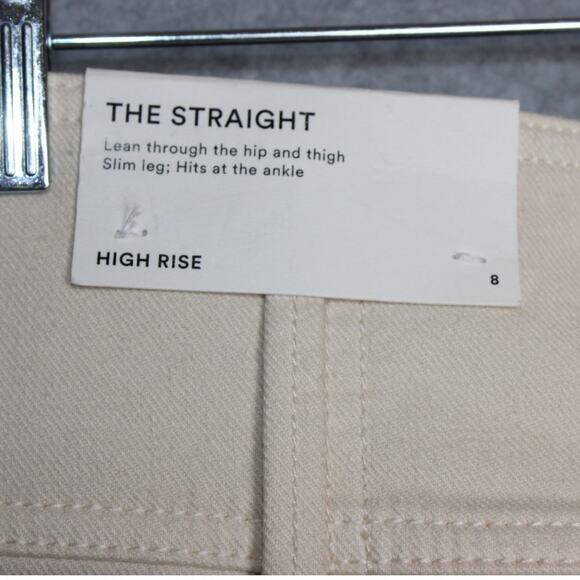 THE STRAIGHT
Lean through the hip and thigh
Slim leg; Hits at the ankle
HIGH RISE
8